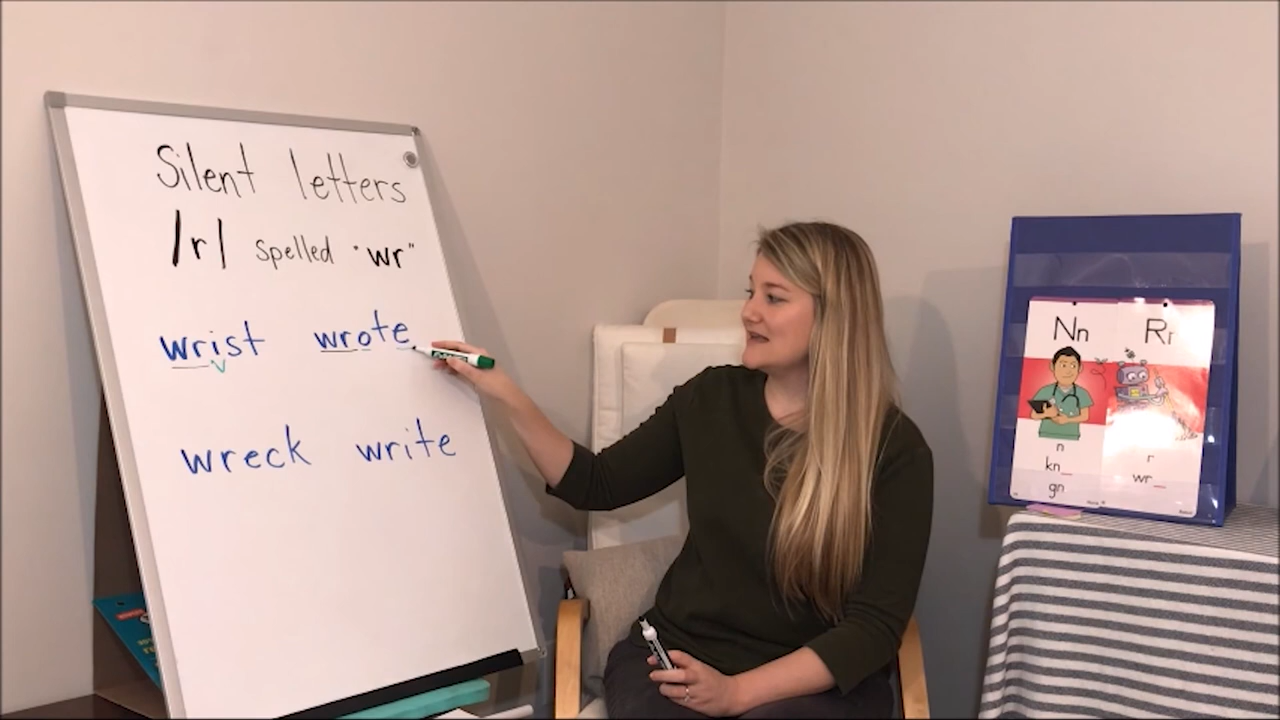 Silent letters
/r/ spelled "wr"
wrist wrote
wreck write
Nn Rr
n
kn_
gn
r
wr_